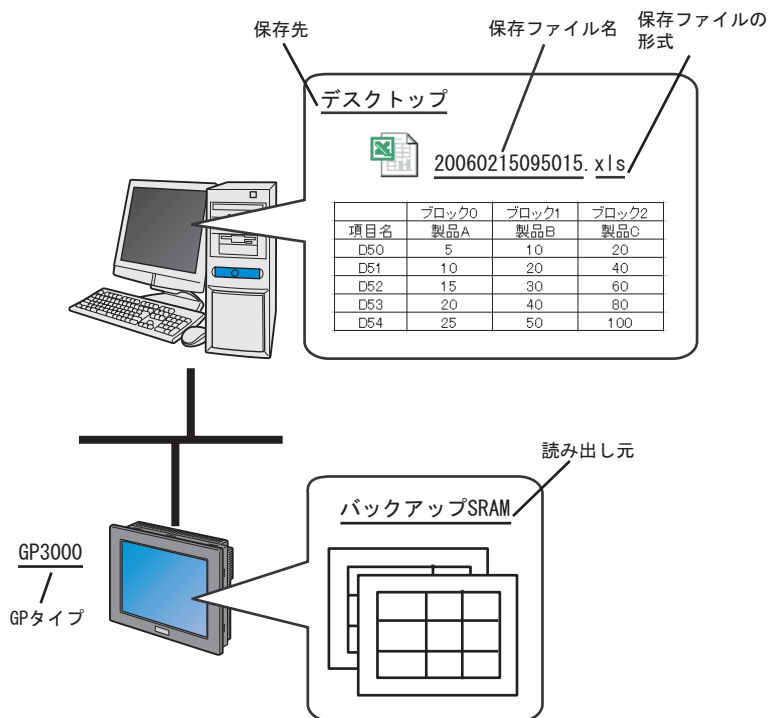 保存先
保存ファイル名
保存ファイルの
形式
デスクトップ
20060215095015.xls
ブロック0 ブロック1 ブロック2
項目名 製品A 製品B 製品C
D50 5 10 20
D51 10 20 40
D52 15 30 60
D53 20 40 80
D54 25 50 100
読み出し元
バックアップSRAM
GP3000
GPタイプ